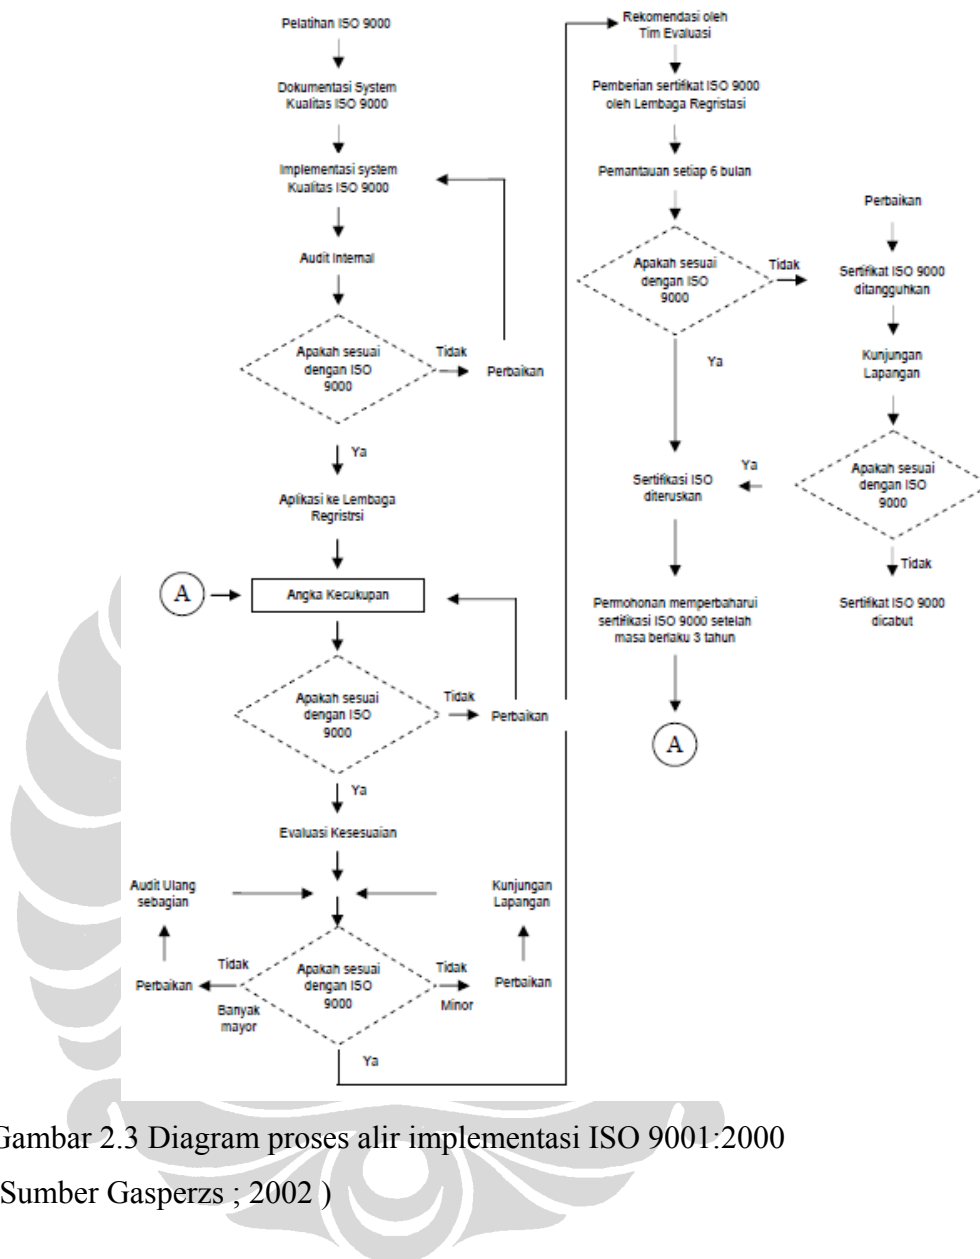 Pelatihan ISO 9000
Dokumentasi System
Kualitas ISO 9000
Implementasi system
Kualitas ISO 9000
Audit Internal
Apakah sesuai
dengan ISO
9000
Tidak
Perbaikan
Ya
Aplikasi ke Lembaga
Regristrsi
A
Angka Kecukupan
Apakah sesuai
dengan ISO
9000
Tidak
Perbaikan
Ya
Evaluasi Kesesuaian
Audit Ulang
sebagian
Kunjungan
Lapangan
Tidak
Perbaikan
Banyak
mayor
Apakah sesuai
dengan ISO
9000
Tidak
Minor
Perbaikan
Ya
Rekomendasi oleh
Tim Evaluasi
Pemberian sertifikat ISO 9000
oleh Lembaga Regristasi
Pemantauan setiap 6 bulan
Apakah sesuai
dengan ISO
9000
Tidak
Perbaikan
Sertifikat ISO 9000
ditangguhkan
Kunjungan
Lapangan
Ya
Apakah sesuai
dengan ISO
9000
Ya
Sertifikasi ISO
diteruskan
Tidak
Sertifikat ISO 9000
dicabut
Permohonan memperbaharui
sertifikasi ISO 9000 setelah
masa berlaku 3 tahun
A
Gambar 2.3 Diagram proses alir implementasi ISO 9001:2000
(Sumber Gasperzs ; 2002 )